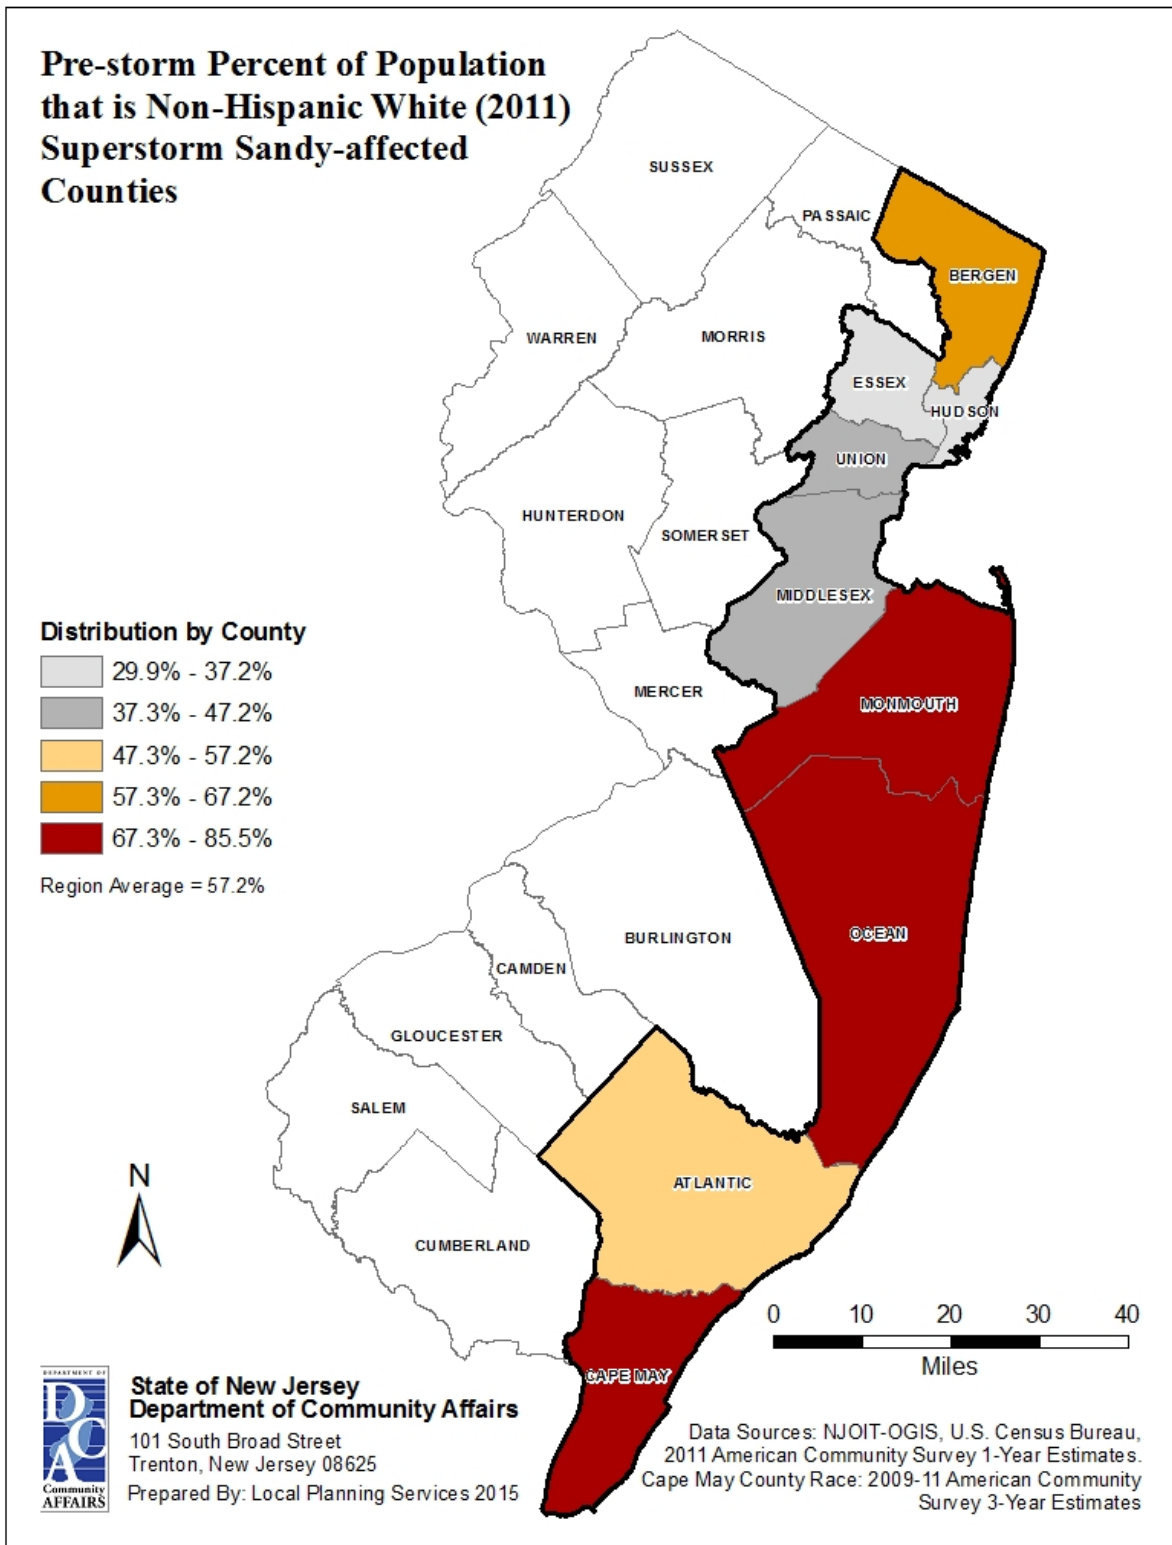 Pre-storm Percent of Population
that is Non-Hispanic White (2011)
Superstorm Sandy-affected
Counties
SUSSEX
PASSAIC
BERGEN
WARREN
MORRIS
ESSEX
HUDSON
UNION
HUNTERDON
SOMERSET
MIDDLESEX
Distribution by County
29.9% - 37.2%
37.3% - 47.2%
47.3% - 57.2%
57.3% - 67.2%
67.3% - 85.5%
Region Average = 57.2%
MERCER
MONMOUTH
OCEAN
BURLINGTON
CAMDEN
GLOUCESTER
SALEM
ATLANTIC
CUMBERLAND
CAPE MAY
N
0 10 20 30 40
Miles
DEPARTMENT OF
DCA
Community
AFFAIRS
State of New Jersey
Department of Community Affairs
101 South Broad Street
Trenton, New Jersey 08625
Prepared By: Local Planning Services 2015
Data Sources: NJOIT-OGIS, U.S. Census Bureau,
2011 American Community Survey 1-Year Estimates.
Cape May County Race: 2009-11 American Community
Survey 3-Year Estimates